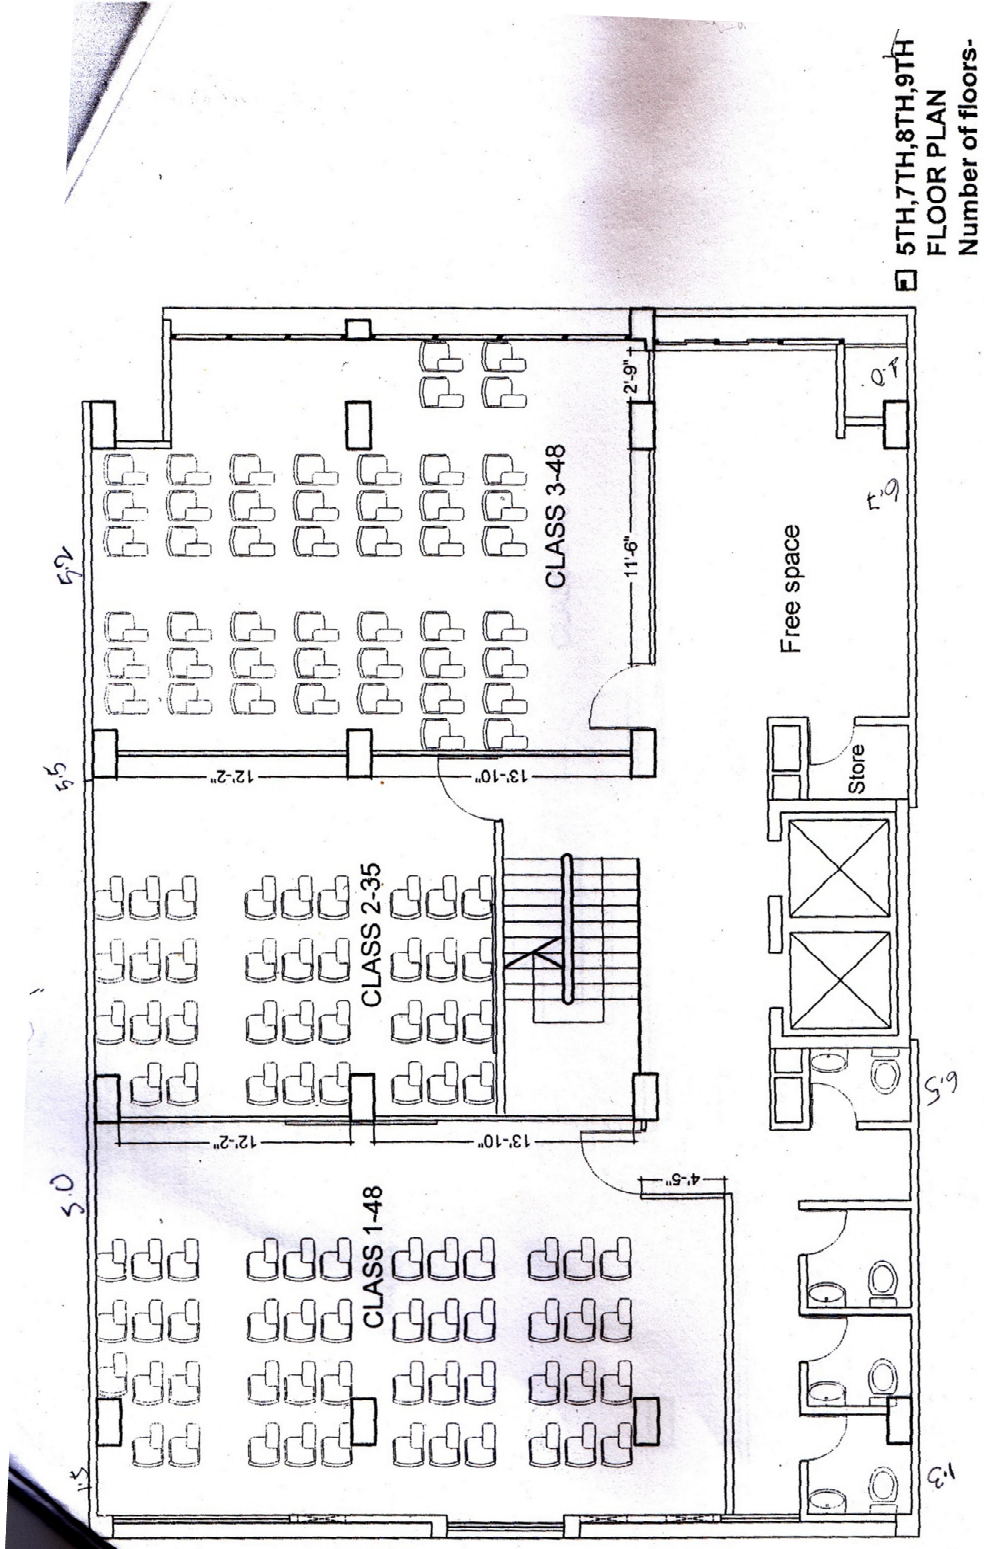 5TH,7TH,8TH,9TH
FLOOR PLAN
Number of floors-
CLASS 1-48
CLASS 2-35
CLASS 3-48
Free space
Store
12'-2"
13'-10"
4'-5"
12'-2"
13'-10"
11'-6"
2'-9"
1.3
5.0
5.5
5.2
1.3
6.5
6.7